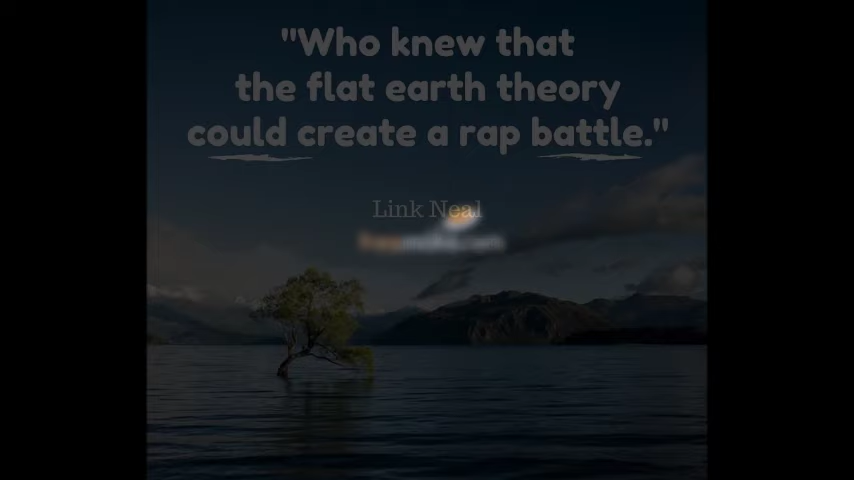 "Who knew that
the flat earth theory
could create a rap battle."
Link Neal